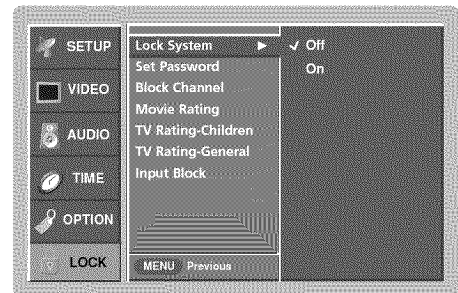 SETUP
VIDEO
AUDIO
TIME
OPTION
LOCK
Lock System ▶
Set Password
Block Channel
Movie Rating
TV Rating-Children
TV Rating-General
Input Block
MENU Previous
✓ Off
On